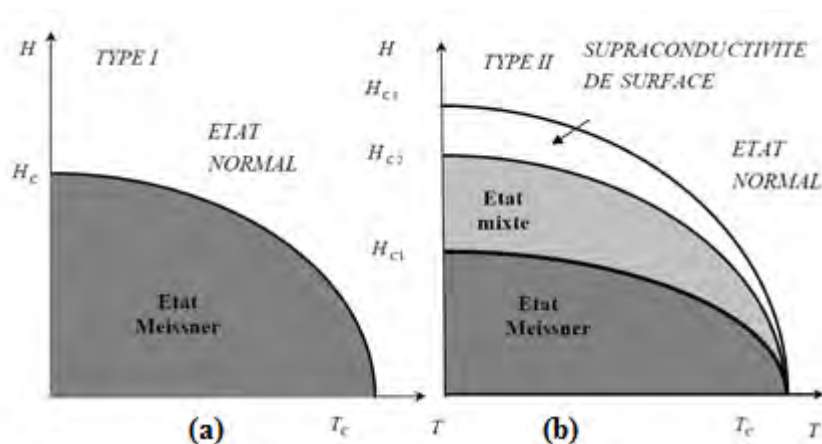 H
TYPE I
ETAT
NORMAL
H_c
Etat
Meissner
T_c
T
(a)
H
TYPE II
SUPRACONDUCTIVITE
DE SURFACE
H_c3
H_c2
ETAT
NORMAL
Etat
mixte
H_c1
Etat
Meissner
T_c
T
(b)